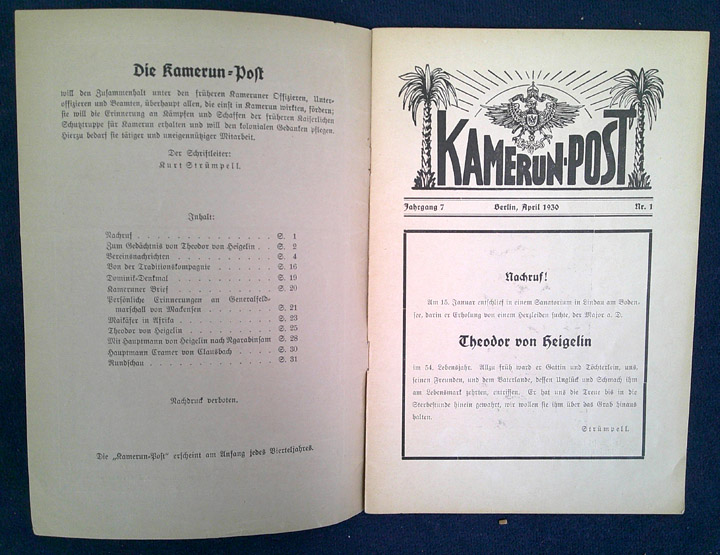 Die Kamerun-Post
will den Zusammenhalt unter den früheren Kameruner Offizieren, Unter-
offizieren und Beamten, überhaupt allen, die einst in Kamerun wirkten, fördern;
sie will die Erinnerung an Kämpfen und Schaffen der früheren Kaiserlichen
Schutztruppe für Kamerun erhalten und will den kolonialen Gedanken pflegen.
Hierzu bedarf sie tätiger und uneigennütziger Mitarbeit.
Der Schriftleiter:
Kurt Strümpell.
Inhalt:
Nachruf . . . . . . . . . . . . . . . . S. 1
Zum Gedächtnis von Theodor von Heigelin . . S. 2
Vereinsnachrichten . . . . . . . . . . . S. 4
Von der Traditionskompagnie . . . . . . . S. 16
Dominik-Denkmal . . . . . . . . . . . . S. 19
Kameruner Brief . . . . . . . . . . . . S. 20
Persönliche Erinnerungen an Generalfeld-
marschall von Mackensen . . . . . . . S. 21
Maikäfer in Afrika . . . . . . . . . . . S. 23
Theodor von Heigelin . . . . . . . . . . S. 25
Mit Hauptmann von Heigelin nach Ngarabinsam S. 28
Hauptmann Cramer von Clausbach . . . . . S. 30
Rundschau . . . . . . . . . . . . . . . S. 31
Nachdruck verboten.
Die „Kamerun-Post" erscheint am Anfang jedes Vierteljahres.
KAMERUN-POST
Jahrgang 7 Berlin, April 1930 Nr. 1
Nachruf!
Am 15. Januar entschlief in einem Sanatorium in Lindau am Boden-
see, darin er Erholung von einem Herzleiden suchte, der Major a. D.
Theodor von Heigelin
im 54. Lebensjahr. Allzu früh ward er Gattin und Töchterlein, uns,
seinen Freunden, und dem Vaterlande, dessen Unglück und Schmach ihm
am Lebensmark zehrten, entrissen. Er hat uns die Treue bis in die
Sterbestunde hinein gewahrt, wir wollen sie ihm über das Grab hinaus
halten.
Strümpell.